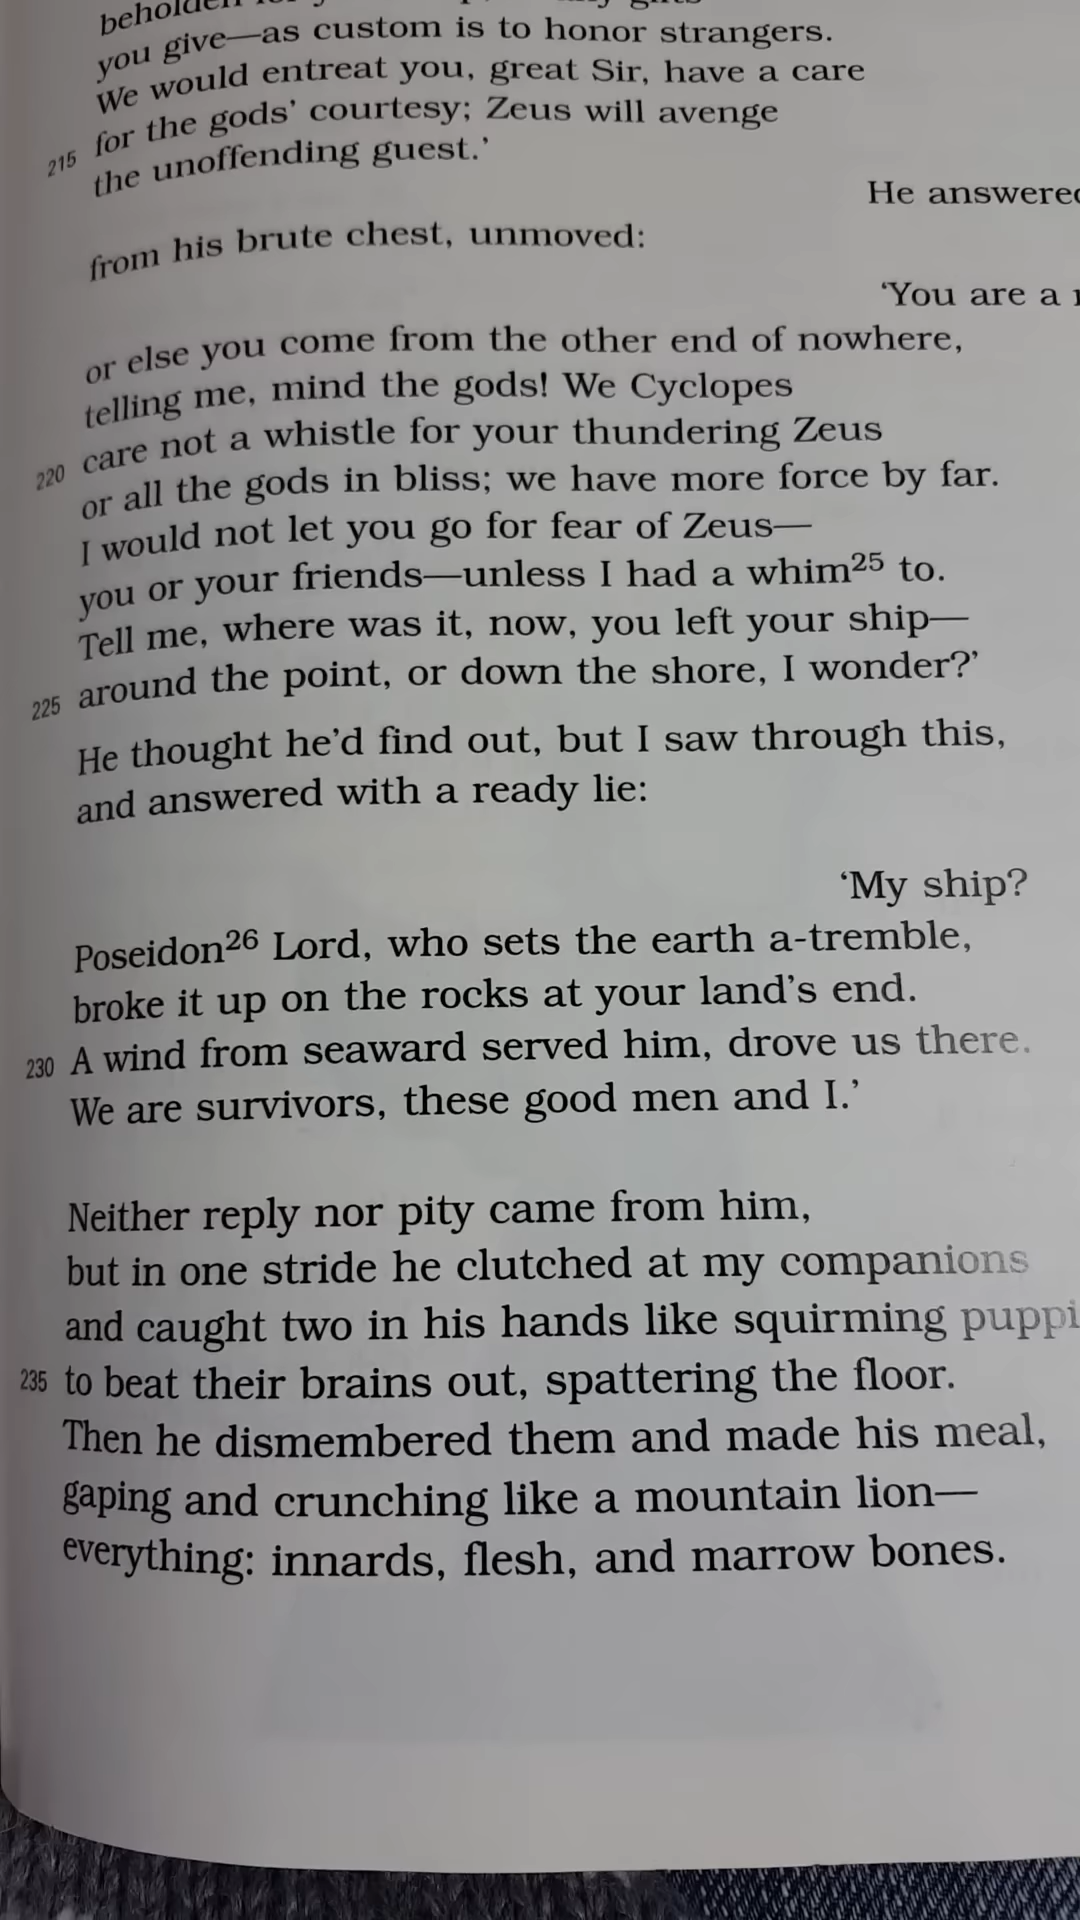 you give—as custom is to honor strangers.
We would entreat you, great Sir, have a care
for the gods' courtesy; Zeus will avenge
215 the unoffending guest.'
He answered
from his brute chest, unmoved:
'You are a
or else you come from the other end of nowhere,
telling me, mind the gods! We Cyclopes
care not a whistle for your thundering Zeus
220 or all the gods in bliss; we have more force by far.
I would not let you go for fear of Zeus—
you or your friends—unless I had a whim25 to.
Tell me, where was it, now, you left your ship—
225 around the point, or down the shore, I wonder?'
He thought he'd find out, but I saw through this,
and answered with a ready lie:
'My ship?
Poseidon26 Lord, who sets the earth a-tremble,
broke it up on the rocks at your land's end.
230 A wind from seaward served him, drove us there.
We are survivors, these good men and I.'
Neither reply nor pity came from him,
but in one stride he clutched at my companions
and caught two in his hands like squirming
235 to beat their brains out, spattering the floor.
Then he dismembered them and made his meal,
gaping and crunching like a mountain lion—
everything: innards, flesh, and marrow bones.